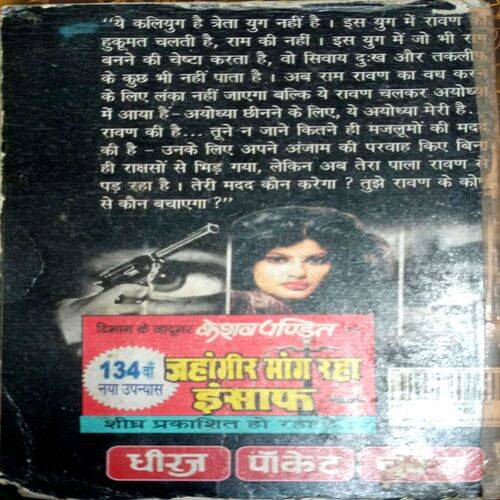 "ये कलियुग है त्रेता युग नहीं है । इस युग में रावण की
हुकूमत चलती है, राम की नहीं । इस युग में जो भी राम
बनने की चेष्टा करता है, वो सिवाय दुःख और तकलीफ
के कुछ भी नहीं पाता है । अब राम रावण का वध करने
के लिए लंका नहीं जाएगा बल्कि ये रावण चलकर अयोध्या
में आया है – अयोध्या छीनने के लिए, ये अयोध्या मेरी है...
रावण की है... तूने न जाने कितने ही मजलूमों की मदद
की है – उनके लिए अपने अंजाम की परवाह किए बिना
ही राक्षसों से भिड़ गया, लेकिन अब तेरा पाला रावण से
पड़ रहा है । तेरी मदद कौन करेगा ? तुझे रावण के कोप
से कौन बचाएगा ?"
दिमाग के जादूगर केशव पण्डित का
134 वाँ
नया उपन्यास
जहांगीर मांग रहा
इंसाफ
शीघ्र प्रकाशित हो रहा है
धीरज पॉकेट बुक्स